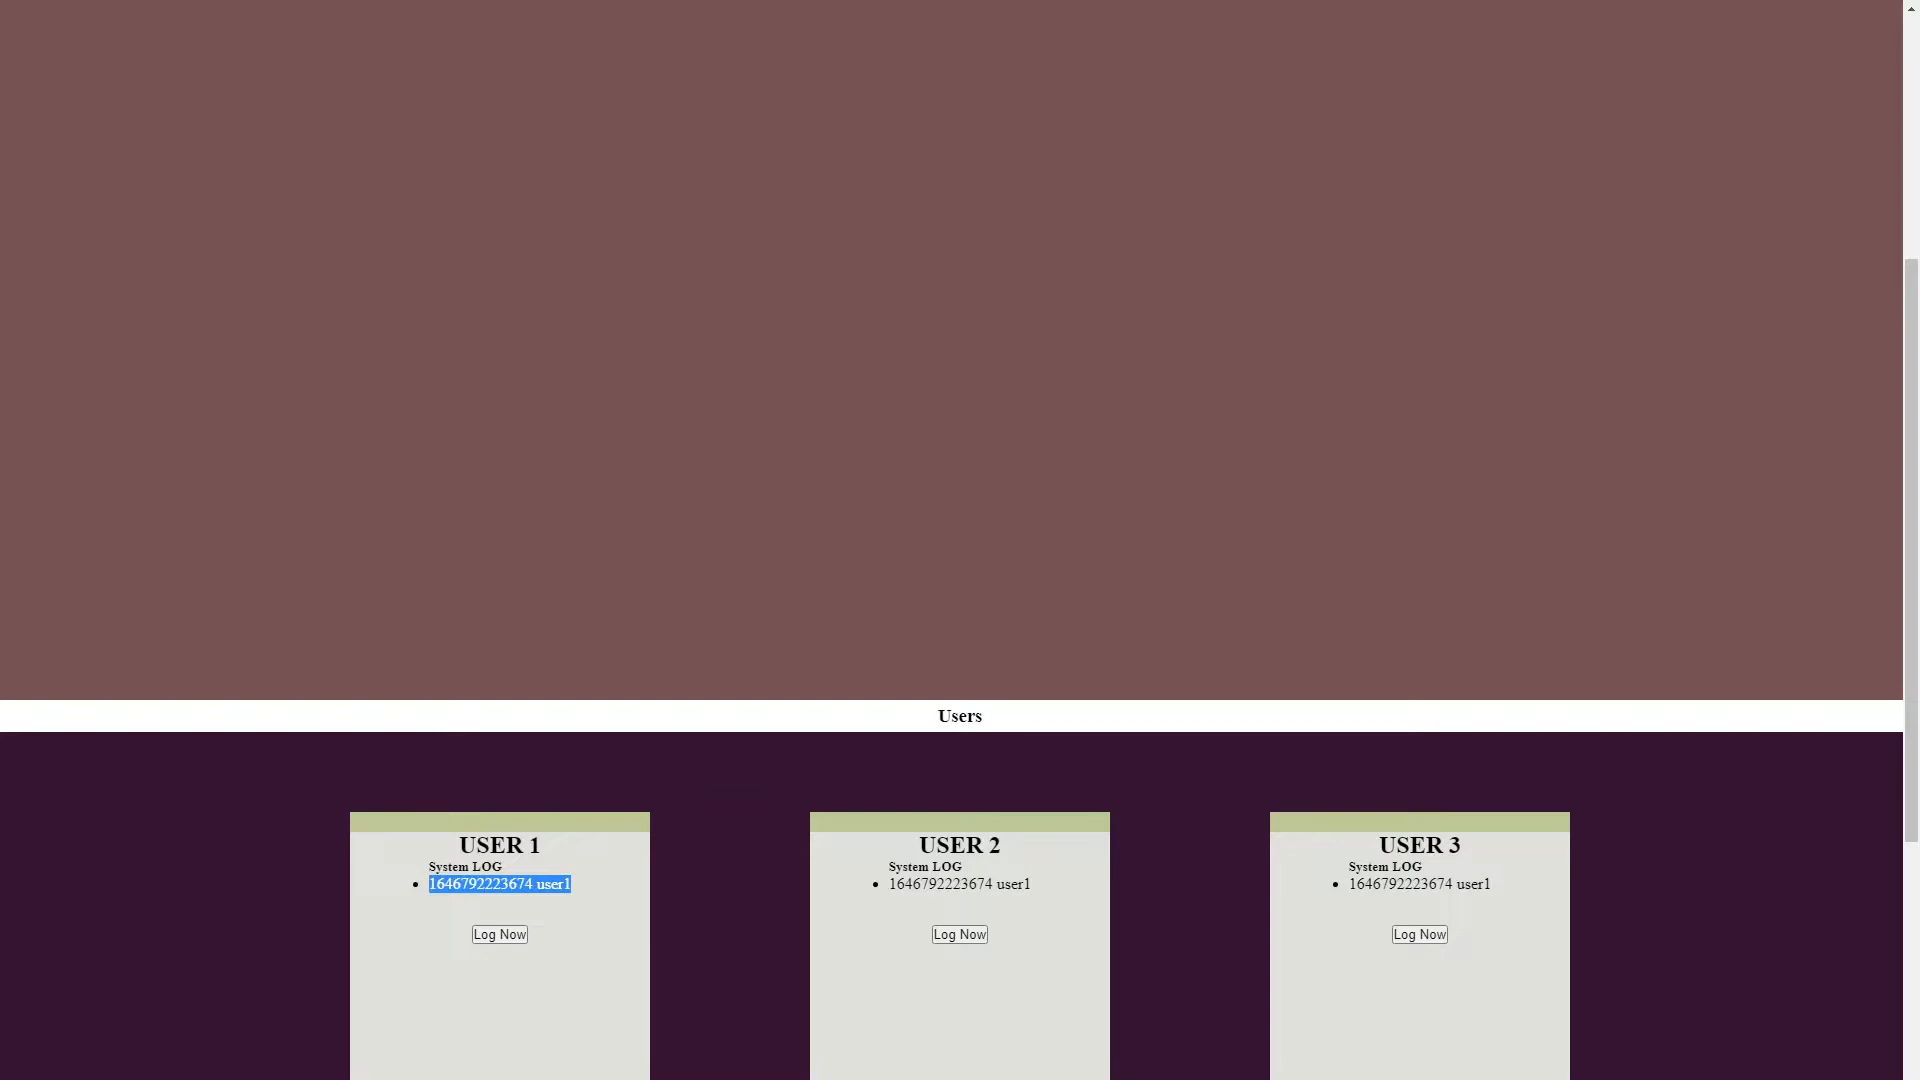 Users
USER 1
System LOG
1646792223674 user1
Log Now
USER 2
System LOG
1646792223674 user1
Log Now
USER 3
System LOG
1646792223674 user1
Log Now